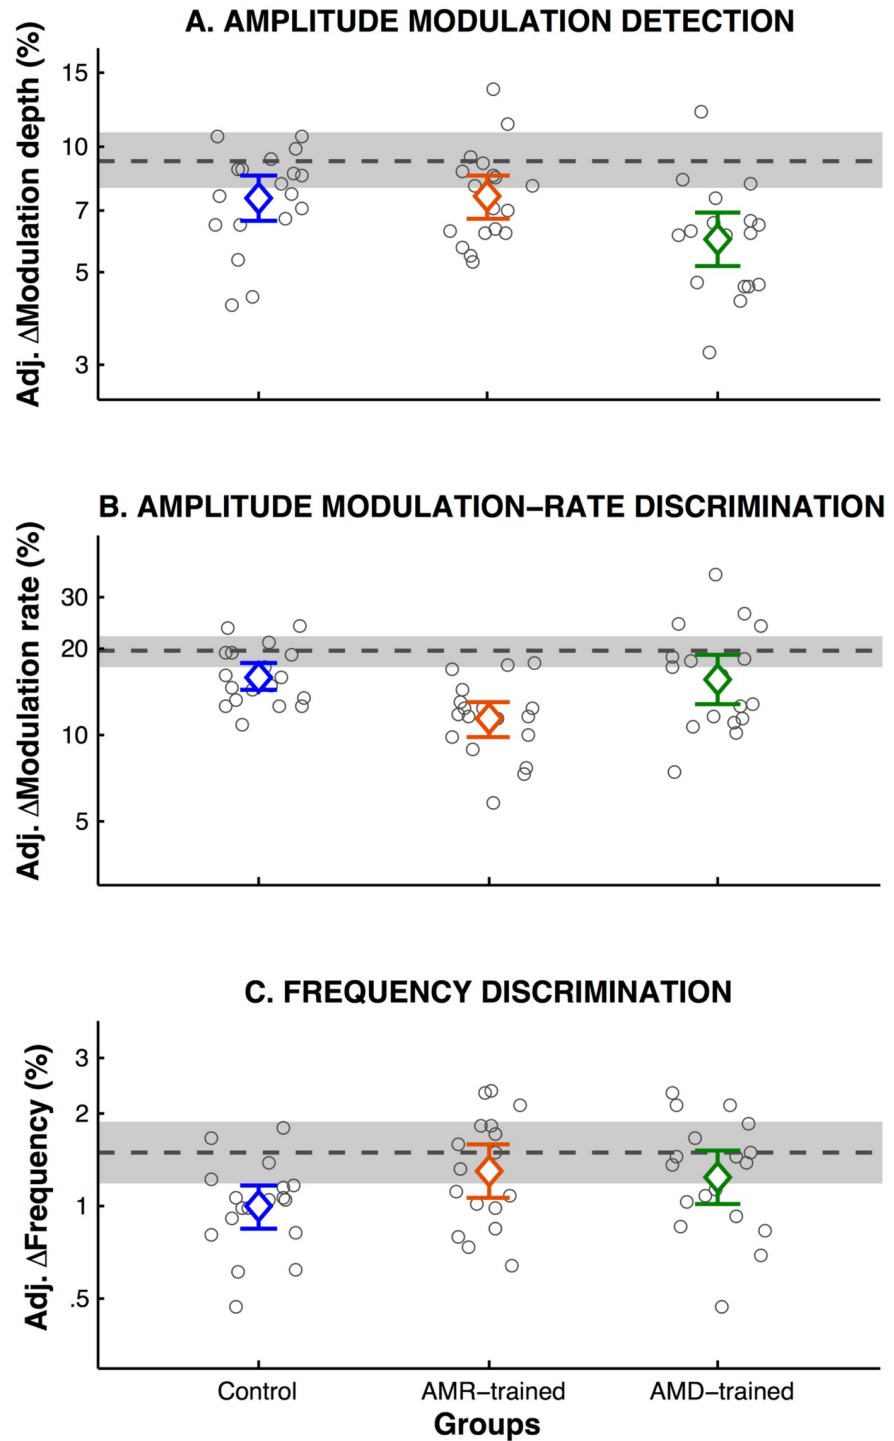 A. AMPLITUDE MODULATION DETECTION
Adj. ΔModulation depth (%)
15
10
7
5
3
B. AMPLITUDE MODULATION–RATE DISCRIMINATION
Adj. ΔModulation rate (%)
30
20
10
5
C. FREQUENCY DISCRIMINATION
Adj. ΔFrequency (%)
3
2
1
.5
Control AMR–trained AMD–trained
Groups